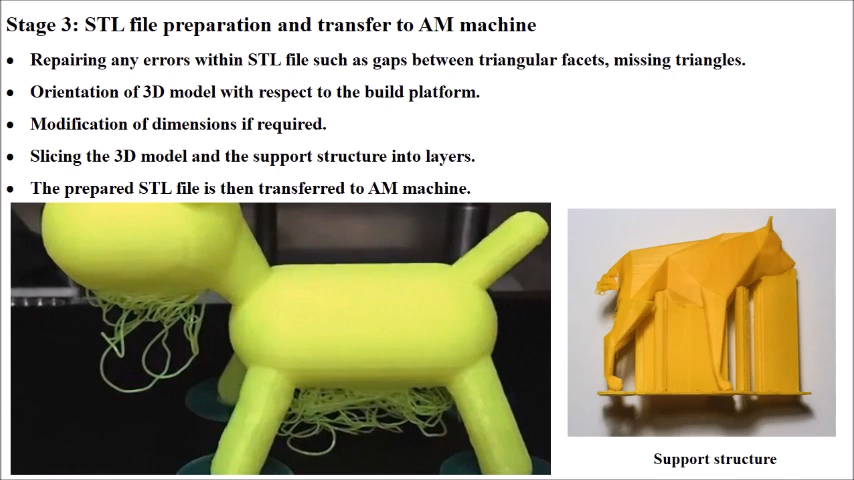 Stage 3: STL file preparation and transfer to AM machine
• Repairing any errors within STL file such as gaps between triangular facets, missing triangles.
• Orientation of 3D model with respect to the build platform.
• Modification of dimensions if required.
• Slicing the 3D model and the support structure into layers.
• The prepared STL file is then transferred to AM machine.
Support structure